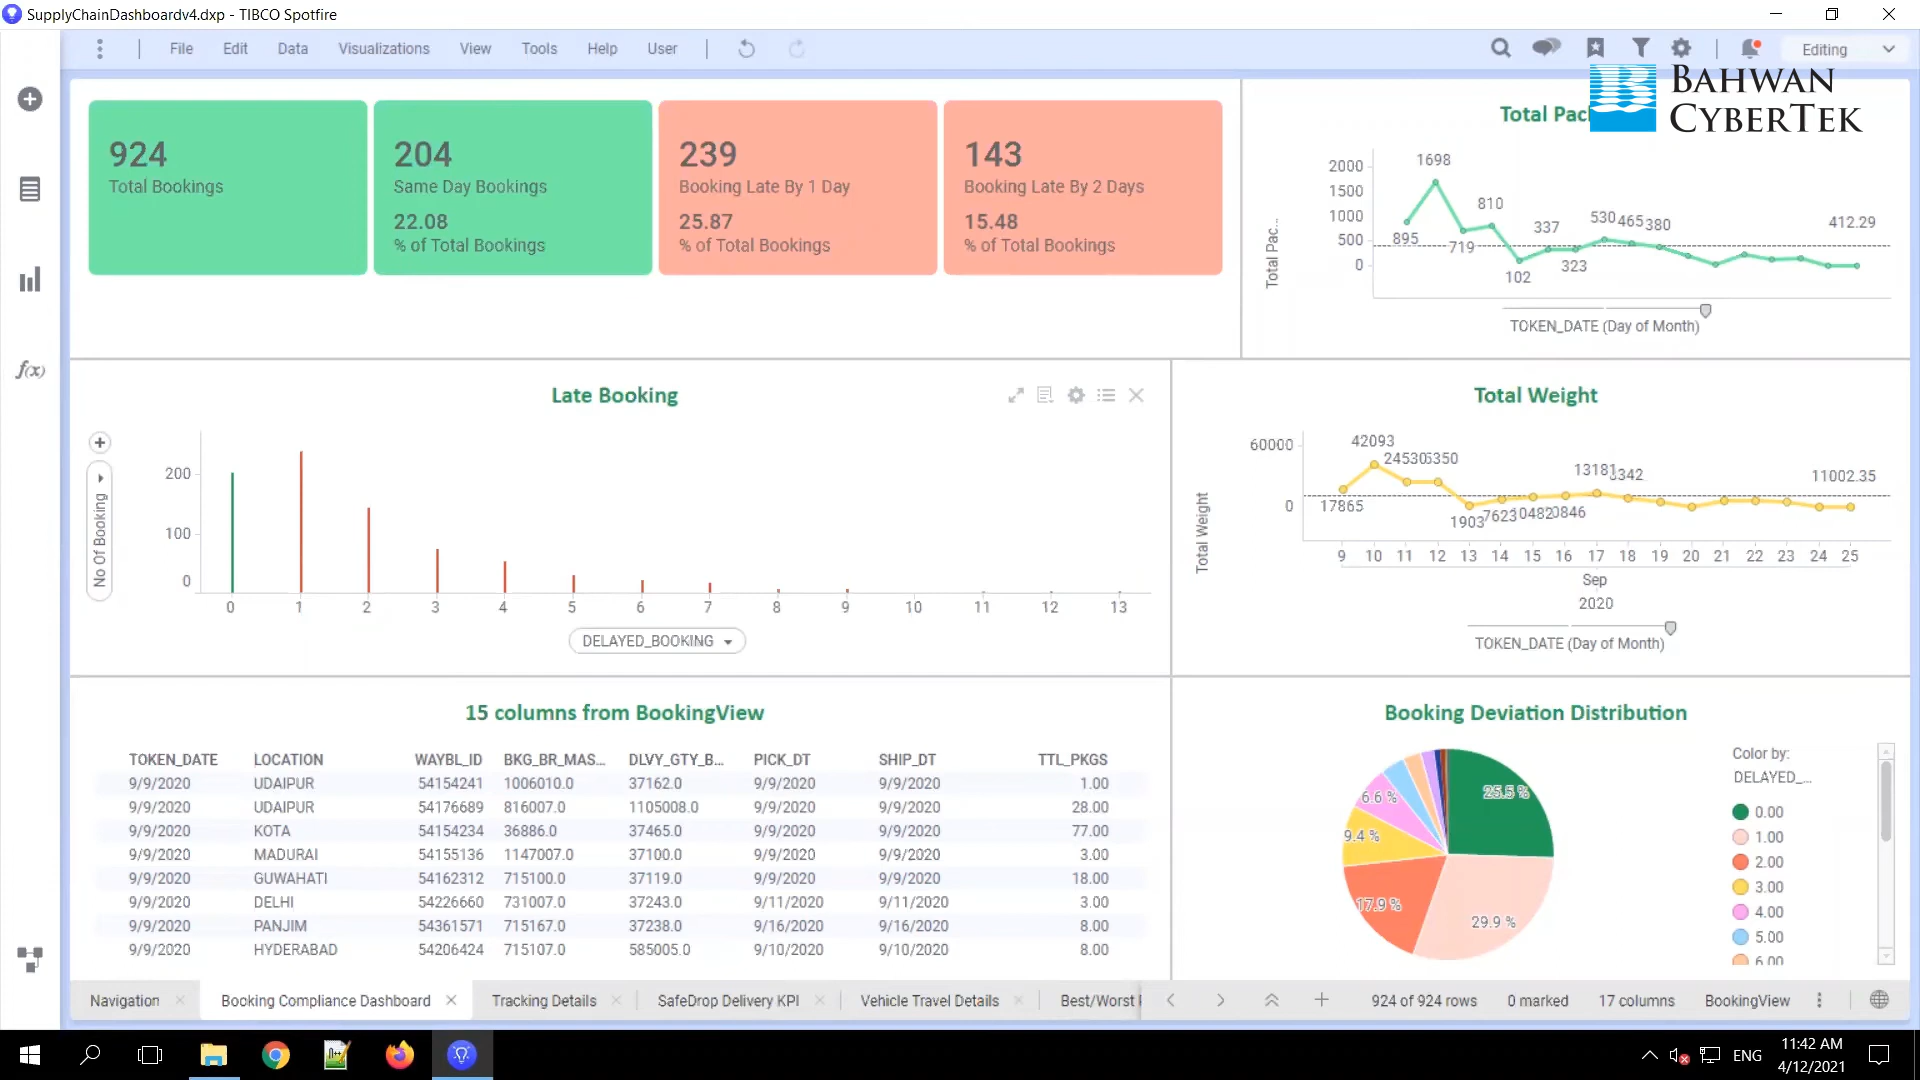 SupplyChainDashboardv4.dxp - TIBCO Spotfire
File Edit Data Visualizations View Tools Help User
Editing
BAHWAN
CYBERTEK
924
Total Bookings
204
Same Day Bookings
22.08
% of Total Bookings
239
Booking Late By 1 Day
25.87
% of Total Bookings
143
Booking Late By 2 Days
15.48
% of Total Bookings
Total Pac
Total Pac..
2000
1500
1000
500
0
895
1698
719
810
102
337
323
530
465
380
412.29
TOKEN_DATE (Day of Month)
f(x)
Late Booking
No Of Booking
200
100
0
0 1 2 3 4 5 6 7 8 9 10 11 12 13
DELAYED_BOOKING
Total Weight
Total Weight
60000
0
17865
42093
24530
1903
7623
13181
11002.35
9 10 11 12 13 14 15 16 17 18 19 20 21 22 23 24 25
Sep
2020
TOKEN_DATE (Day of Month)
15 columns from BookingView
TOKEN_DATE LOCATION WAYBL_ID BKG_BR_MAS... DLVY_GTY_B... PICK_DT SHIP_DT TTL_PKGS
9/9/2020 UDAIPUR 54154241 1006010.0 37162.0 9/9/2020 9/9/2020 1.00
9/9/2020 UDAIPUR 54176689 816007.0 1105008.0 9/9/2020 9/9/2020 28.00
9/9/2020 KOTA 54154234 36886.0 37465.0 9/9/2020 9/9/2020 77.00
9/9/2020 MADURAI 54155136 1147007.0 37100.0 9/9/2020 9/9/2020 3.00
9/9/2020 GUWAHATI 54162312 715100.0 37119.0 9/9/2020 9/9/2020 18.00
9/9/2020 DELHI 54226660 731007.0 37243.0 9/11/2020 9/11/2020 3.00
9/9/2020 PANJIM 54361571 715167.0 37238.0 9/16/2020 9/16/2020 8.00
9/9/2020 HYDERABAD 54206424 715107.0 585005.0 9/10/2020 9/10/2020 8.00
Booking Deviation Distribution
25.5 %
29.9 %
17.9 %
9.4 %
6.6 %
Color by:
DELAYED_...
0.00
1.00
2.00
3.00
4.00
5.00
6.00
Navigation Booking Compliance Dashboard Tracking Details SafeDrop Delivery KPI Vehicle Travel Details Best/Worst
924 of 924 rows 0 marked 17 columns BookingView
ENG
11:42 AM
4/12/2021